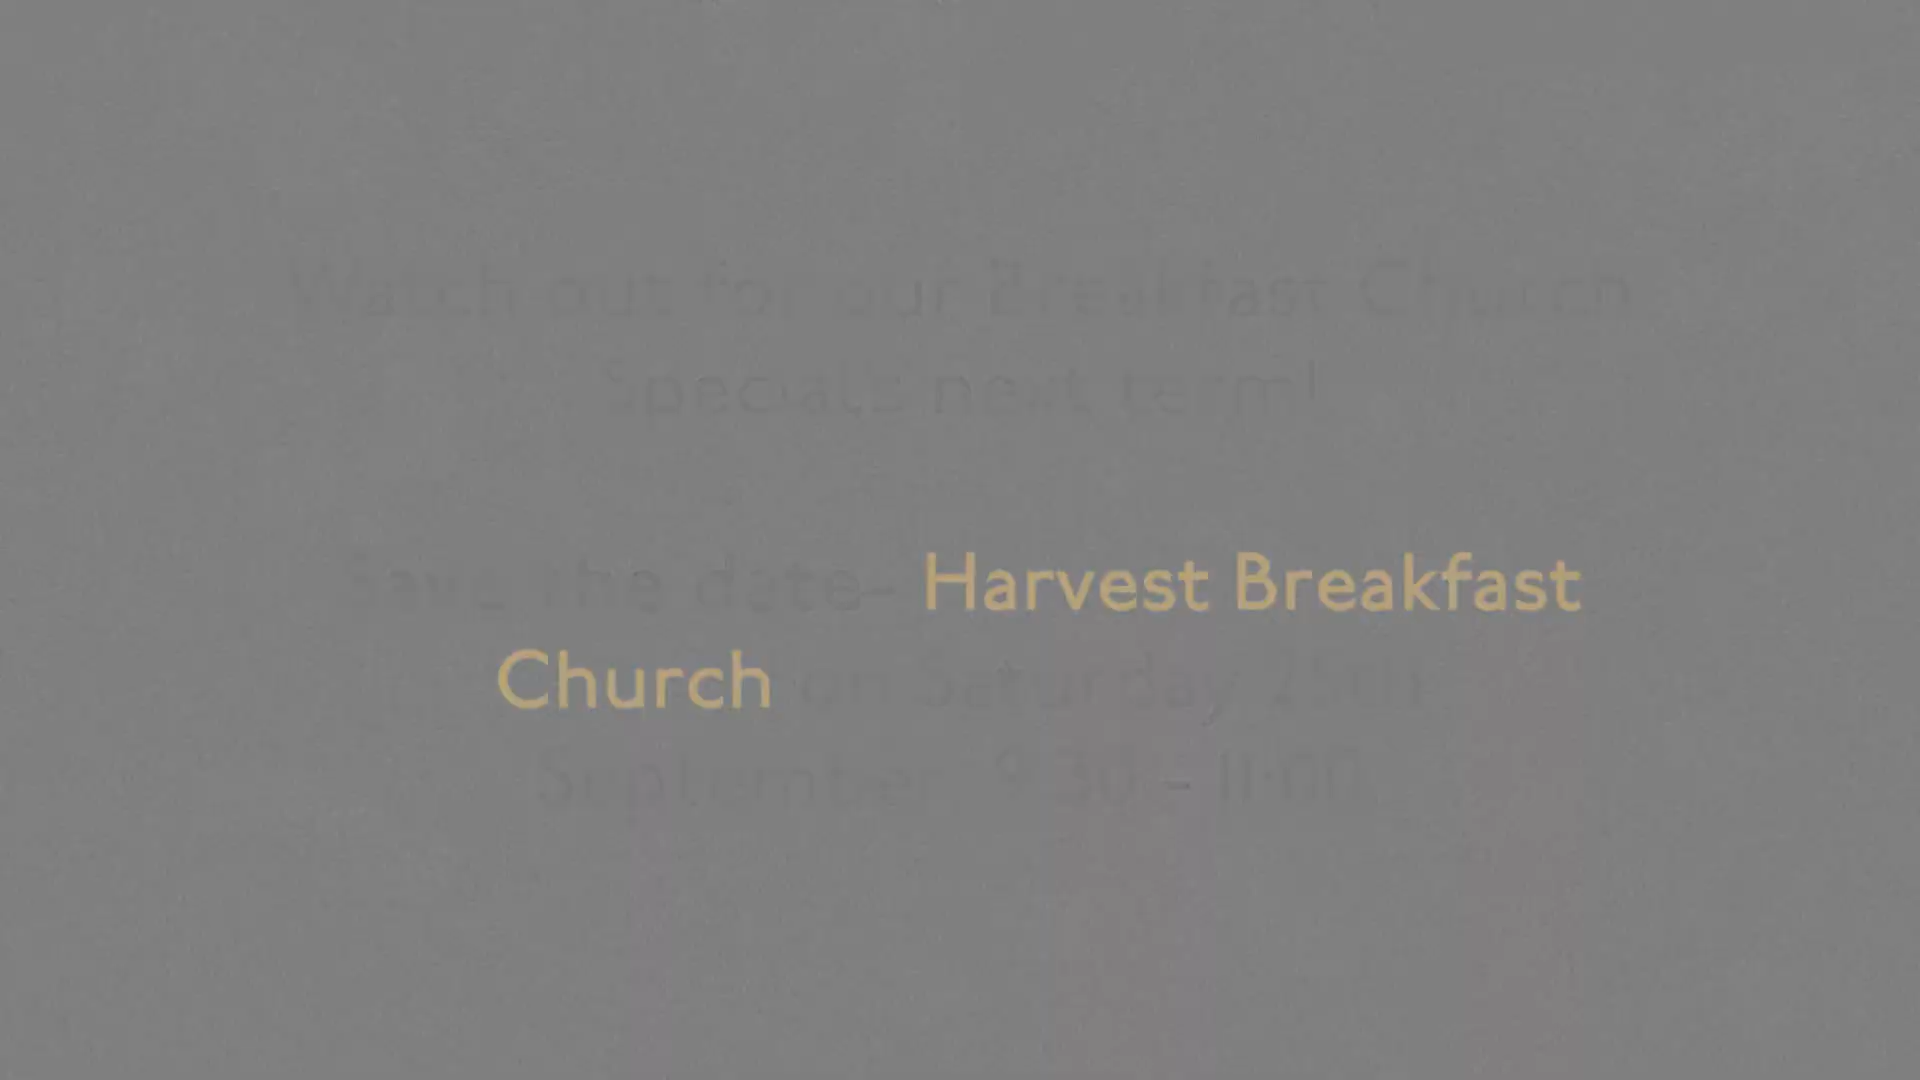 Watch out for our Breakfast Church
Specials next term!
Save the date- Harvest Breakfast
Church on Saturday 25th
September 9:30 - 11:00